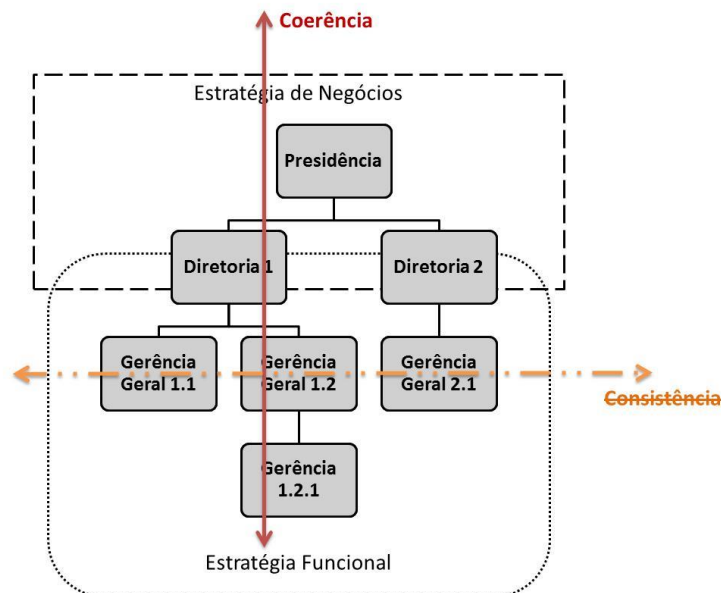 Coerência
Estratégia de Negócios
Presidência
Diretoria 1
Diretoria 2
Gerência
Geral 1.1
Gerência
Geral 1.2
Gerência
Geral 2.1
Consistência
Gerência
1.2.1
Estratégia Funcional